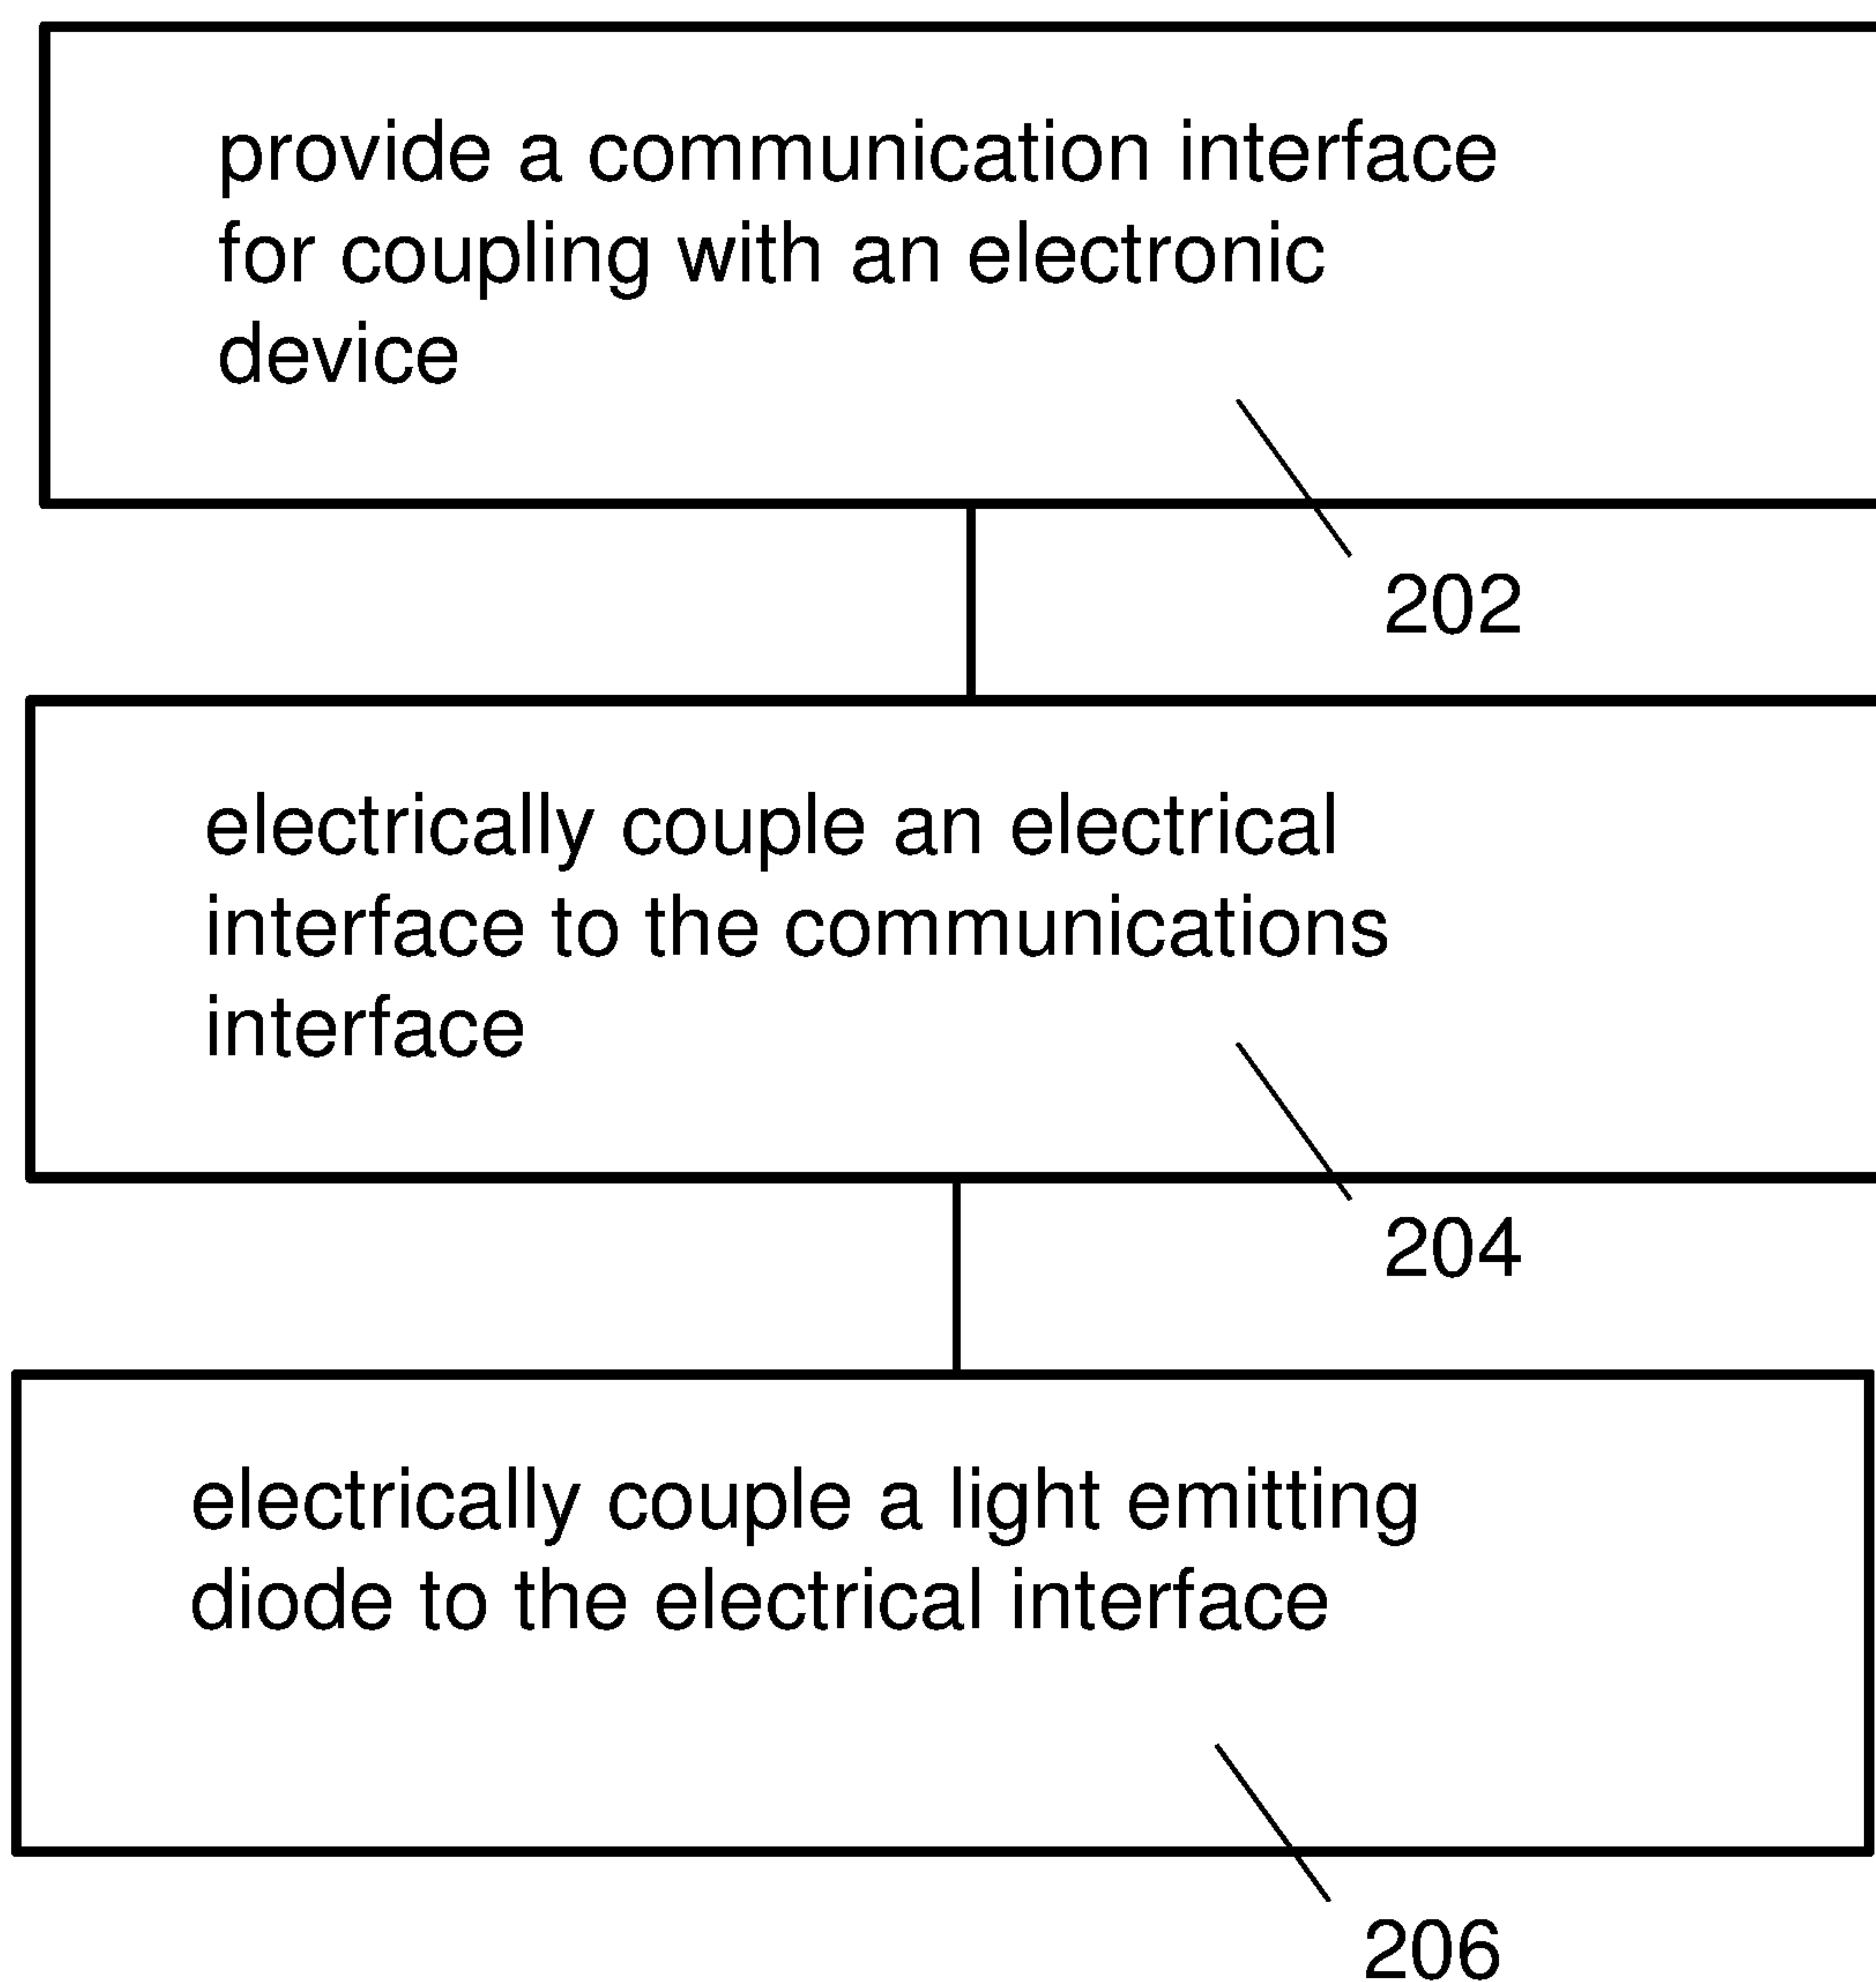 provide a communication interface
for coupling with an electronic
device
202
electrically couple an electrical
interface to the communications
interface
204
electrically couple a light emitting
diode to the electrical interface
206